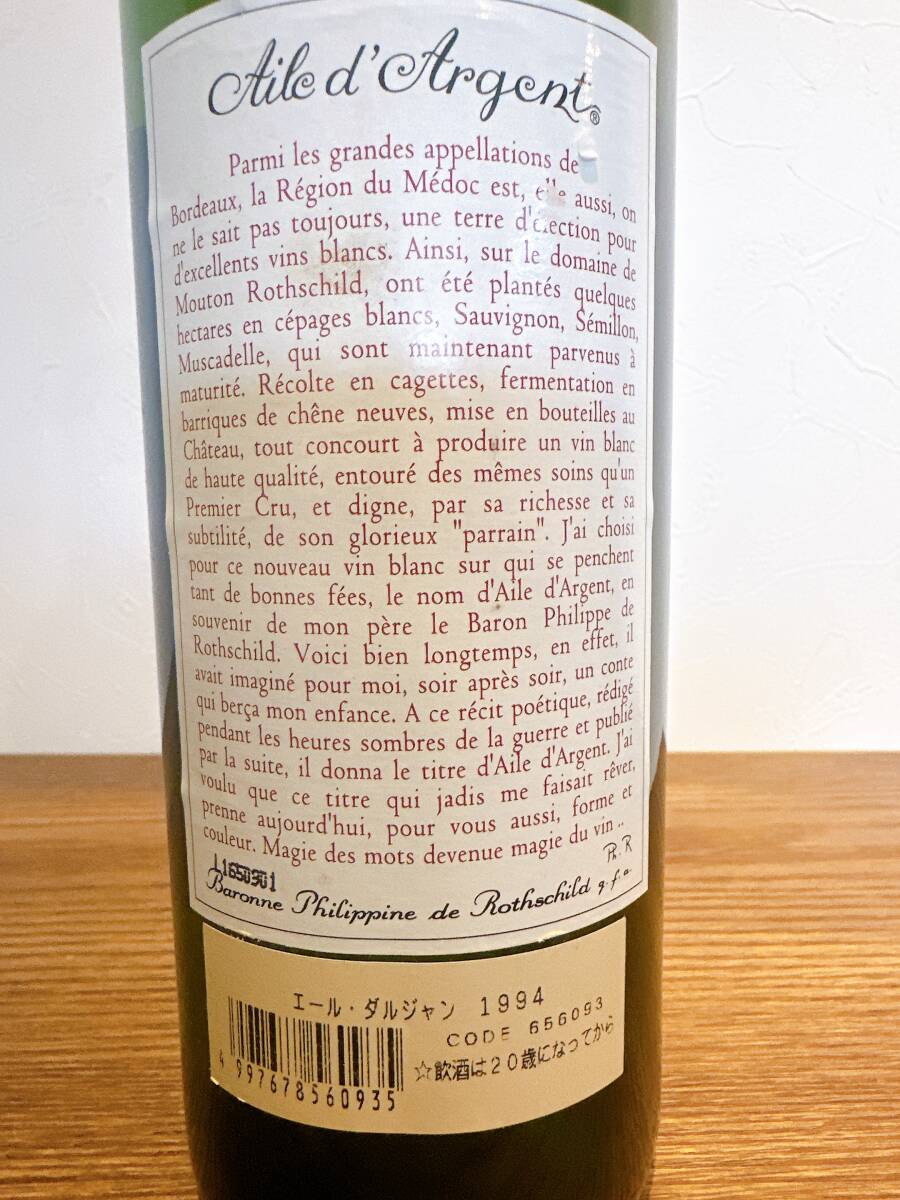 Aile d'Argent®
Parmi les grandes appellations de
Bordeaux, la Région du Médoc est, elle aussi, on
ne le sait pas toujours, une terre d'élection pour
d'excellents vins blancs. Ainsi, sur le domaine de
Mouton Rothschild, ont été plantés quelques
hectares en cépages blancs, Sauvignon, Sémillon,
Muscadelle, qui sont maintenant parvenus à
maturité. Récolte en cagettes, fermentation en
barriques de chêne neuves, mise en bouteilles au
Château, tout concourt à produire un vin blanc
de haute qualité, entouré des mêmes soins qu'un
Premier Cru, et digne, par sa richesse et sa
subtilité, de son glorieux "parrain". J'ai choisi
pour ce nouveau vin blanc sur qui se penchent
tant de bonnes fées, le nom d'Aile d'Argent, en
souvenir de mon père le Baron Philippe de
Rothschild. Voici bien longtemps, en effet, il
avait imaginé pour moi, soir après soir, un conte
qui berça mon enfance. A ce récit poétique, rédigé
pendant les heures sombres de la guerre et publié
par la suite, il donna le titre d'Aile d'Argent. J'ai
voulu que ce titre qui jadis me faisait rêver,
prenne aujourd'hui, pour vous aussi, forme et
couleur. Magie des mots devenue magie du vin..
Ph. R
L1650301
Baronne Philippine de Rothschild g.f.a.
エール・ダルジャン 1994
CODE 656093
☆飲酒は20歳になってから
4 997678 560935